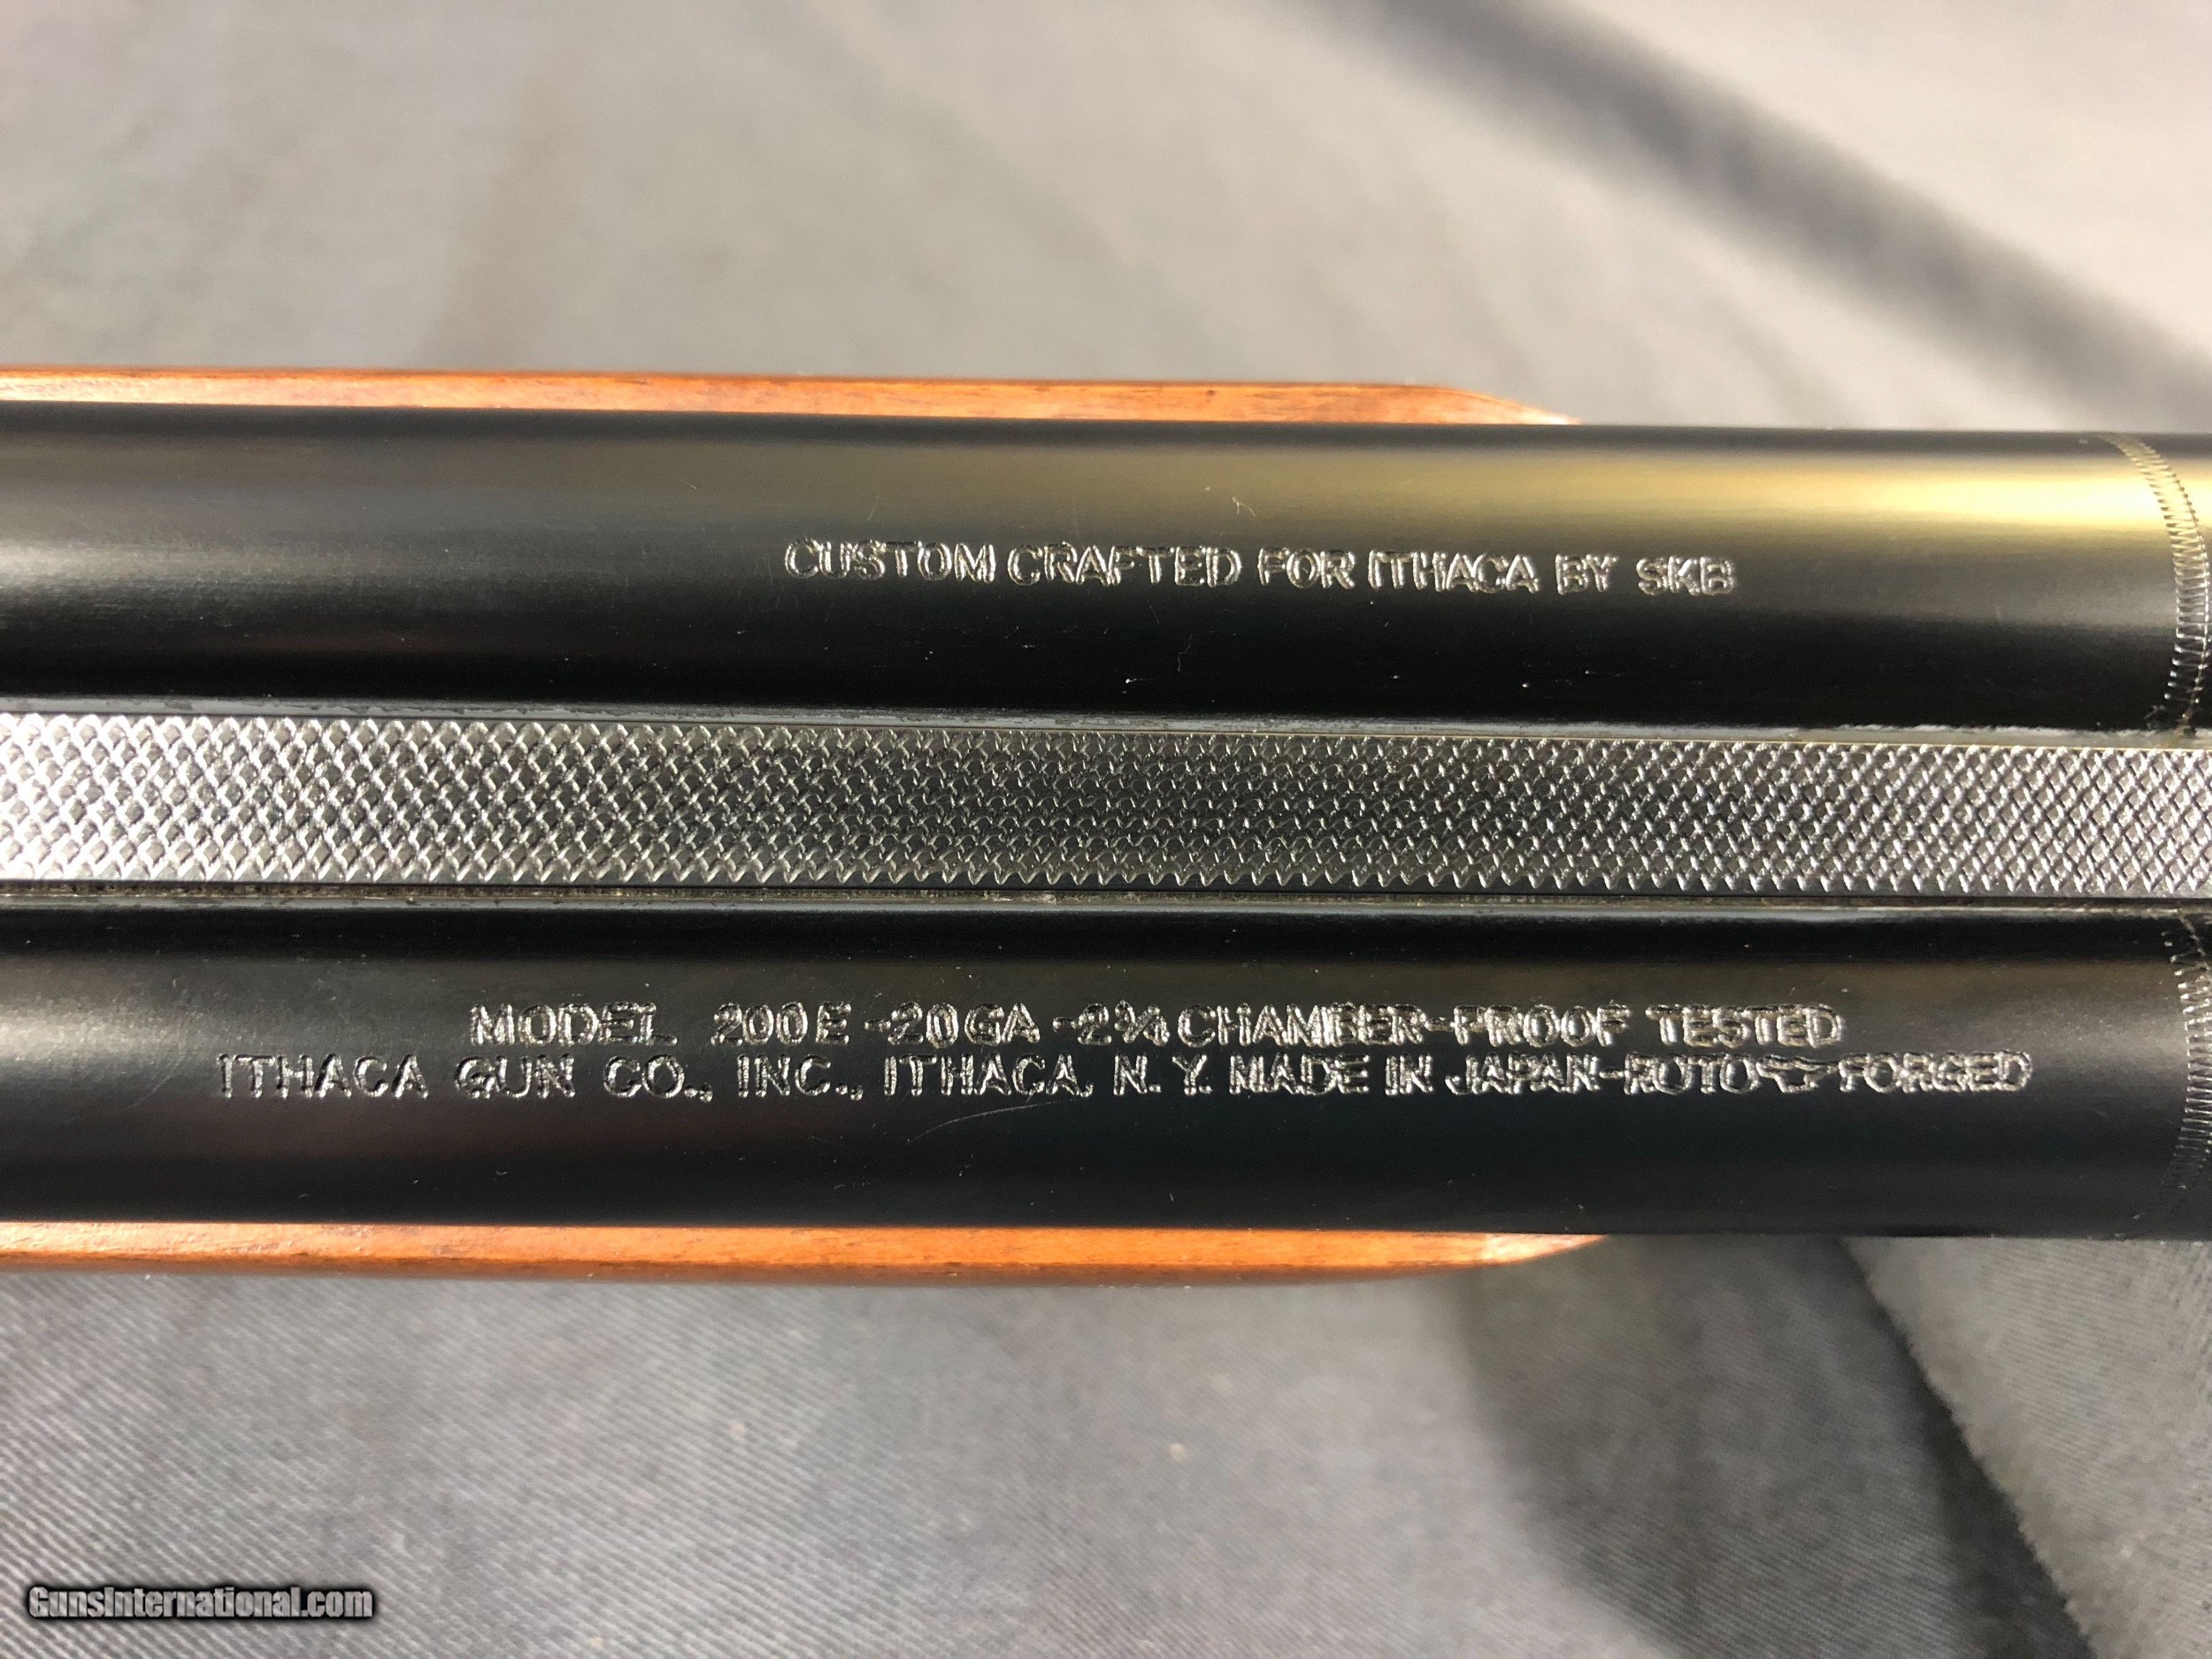 CUSTOM CRAFTED FOR ITHACA BY SKB
MODEL 200E -20GA -2¾ CHAMBER-PROOF TESTED
ITHACA GUN CO., INC., ITHACA, N.Y. MADE IN JAPAN-ROTO FORGED
GunsInternational.com